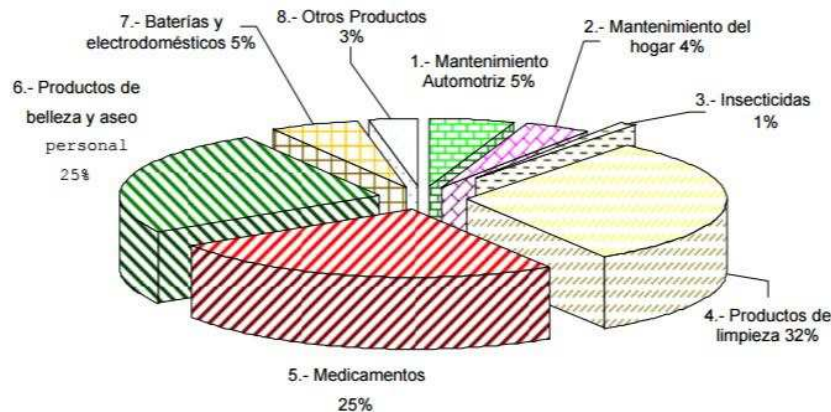 7.- Baterías y
electrodomésticos 5%
8.- Otros Productos
3%
1.- Mantenimiento
Automotriz 5%
2.- Mantenimiento del
hogar 4%
3.- Insecticidas
1%
6.- Productos de
belleza y aseo
personal
25%
4.- Productos de
limpieza 32%
5.- Medicamentos
25%